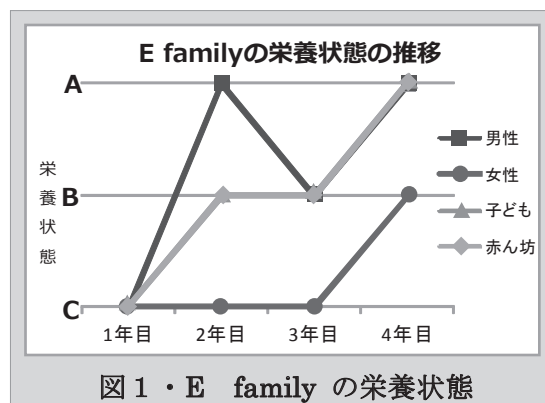 E familyの栄養状態の推移
A
B
C
栄養状態
1年目 2年目 3年目 4年目
男性
女性
子ども
赤ん坊
図1・E family の栄養状態